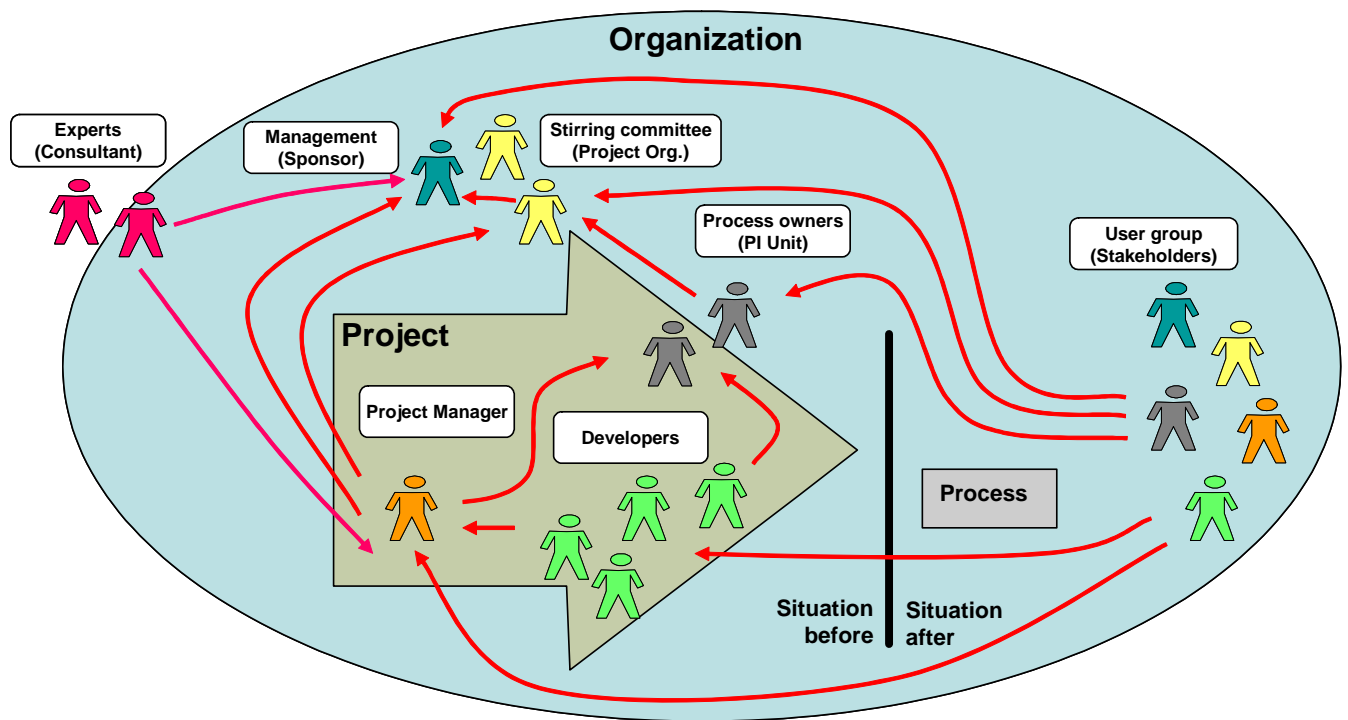 Organization
Experts
(Consultant)
Management
(Sponsor)
Stirring committee
(Project Org.)
Process owners
(PI Unit)
User group
(Stakeholders)
Project
Project Manager
Developers
Process
Situation
before
Situation
after